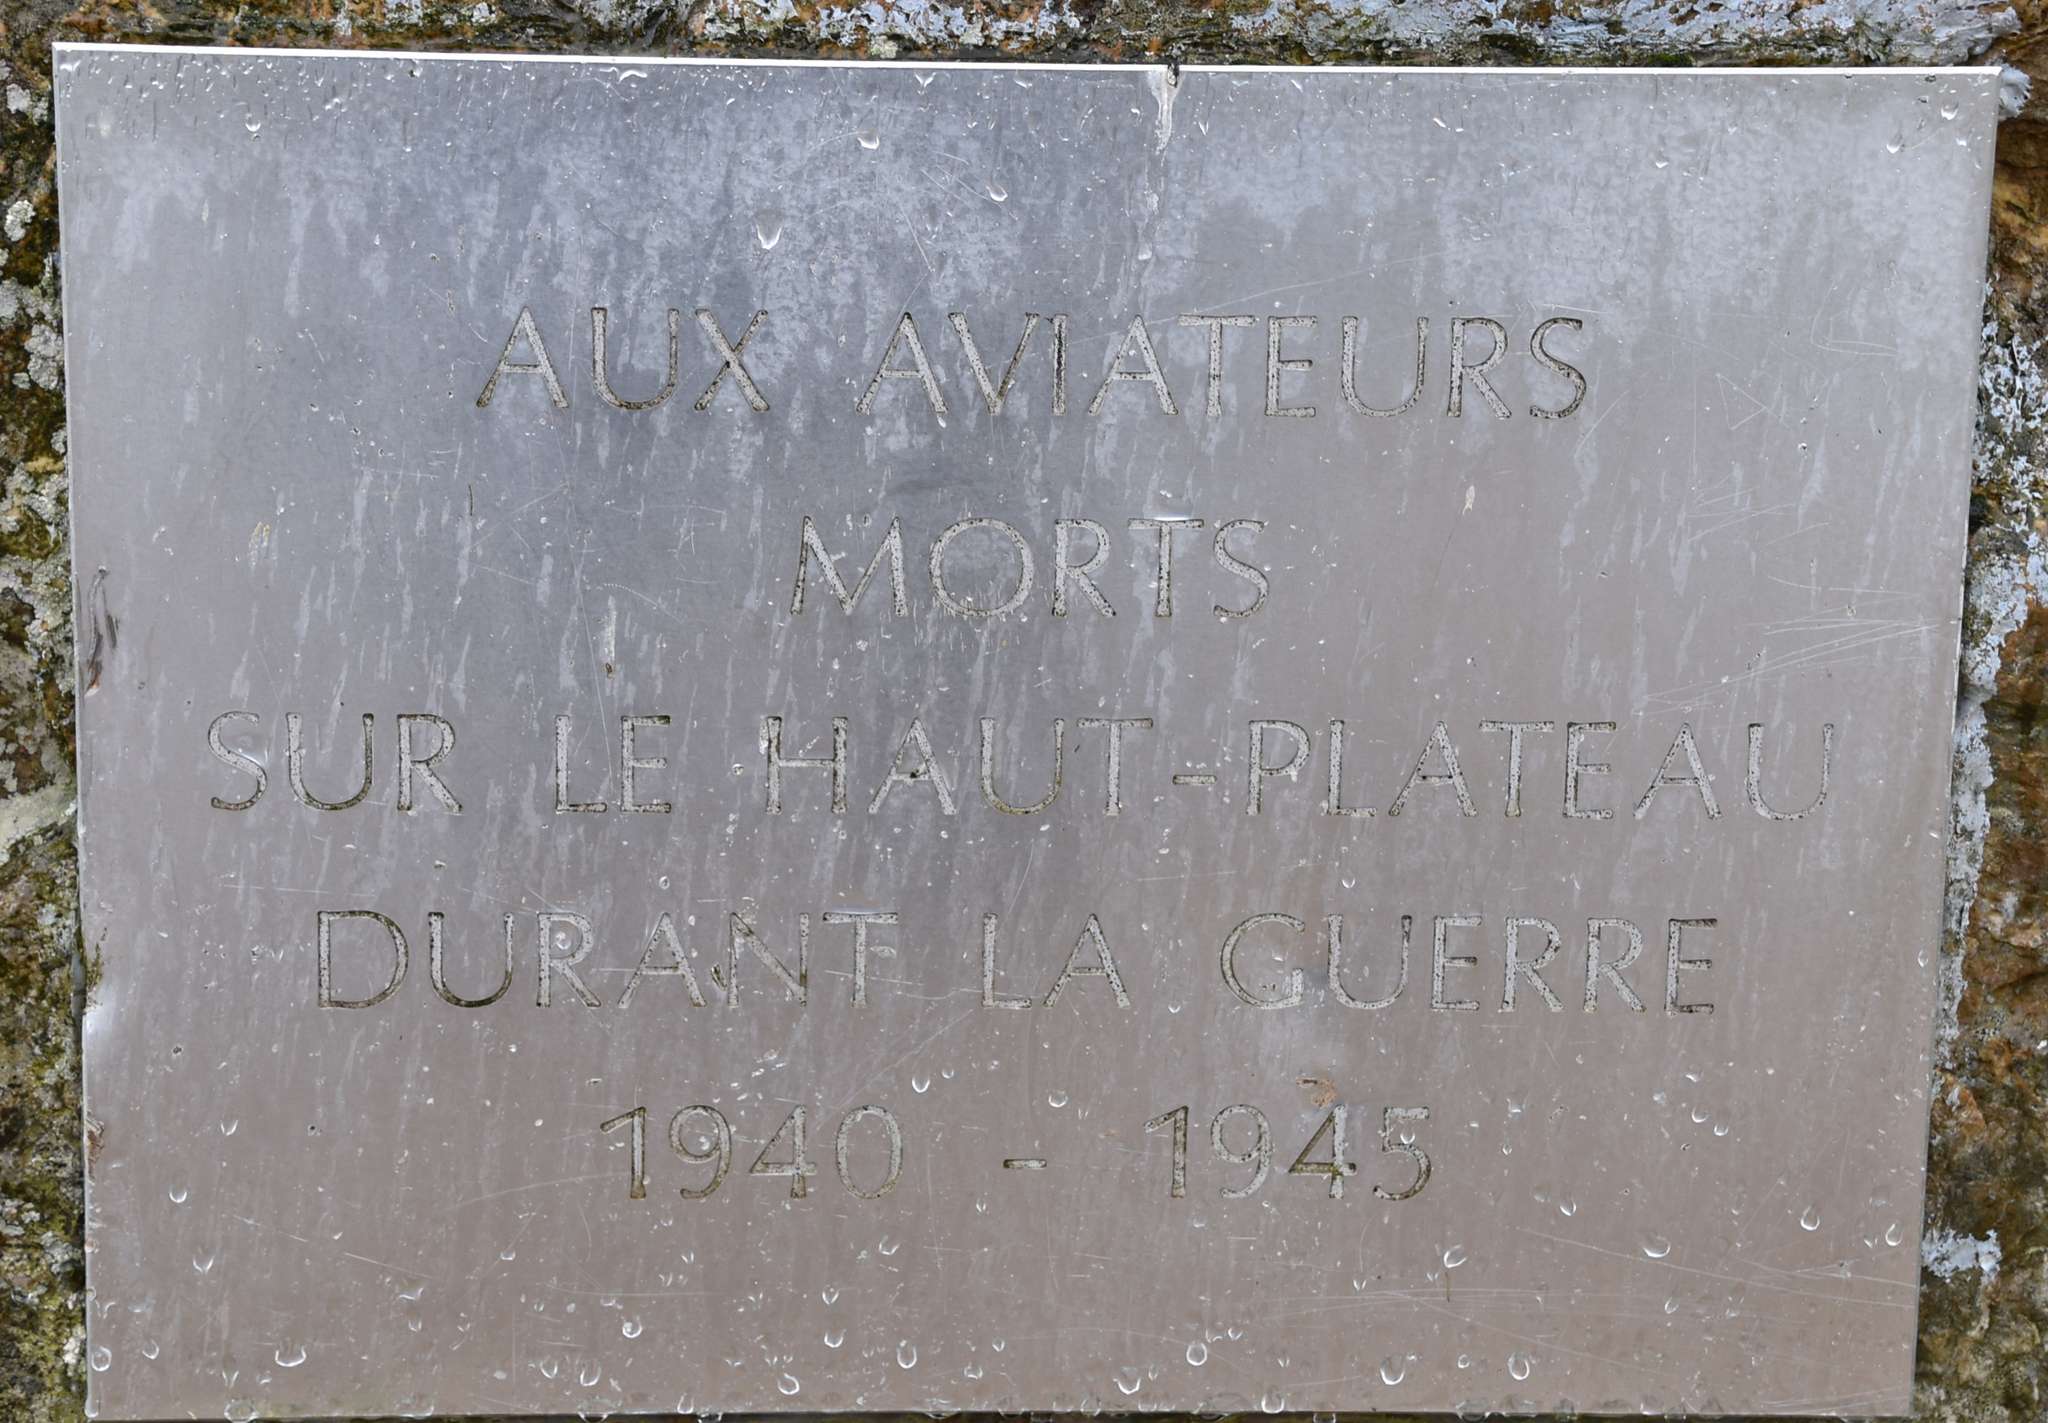 AUX AVIATEURS
MORTS
SUR LE HAUT-PLATEAU
DURANT LA GUERRE
1940 - 1945